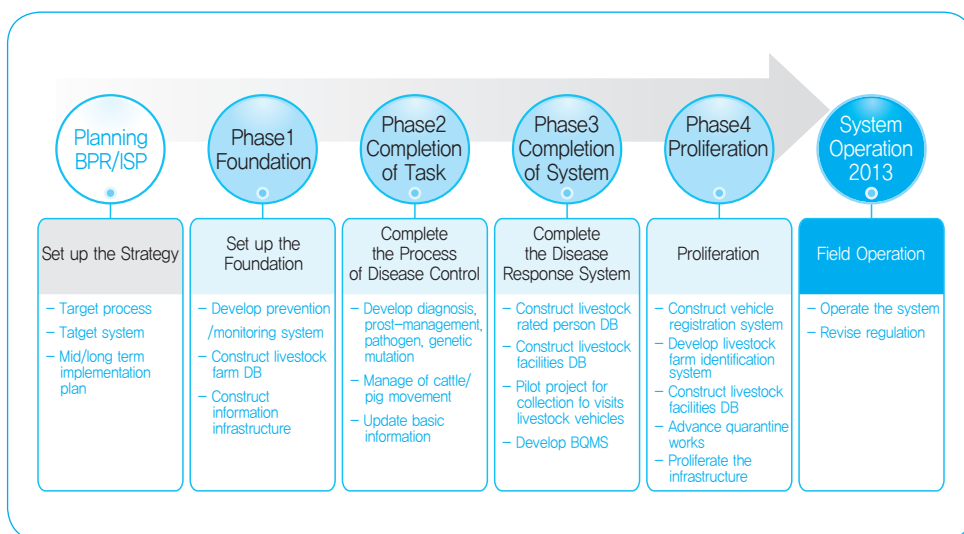 Planning
BPR/ISP
Phase1
Foundation
Phase2
Completion
of Task
Phase3
Completion
of System
Phase4
Proliferation
System
Operation
2013
Set up the Strategy
– Target process
– Tatget system
– Mid/long term
implementation
plan
Set up the
Foundation
– Develop prevention
/monitoring system
– Construct livestock
farm DB
– Construct
information
infrastructure
Complete
the Process
of Disease Control
– Develop diagnosis,
prost-management,
pathogen, genetic
mutation
– Manage of cattle/
pig movement
– Update basic
information
Complete
the Disease
Response System
– Construct livestock
rated person DB
– Construct livestock
facilities DB
– Pilot project for
collection fo visits
livestock vehicles
– Develop BQMS
Proliferation
– Construct vehicle
registration system
– Develop livestock
farm identification
system
– Construct livestock
facilities DB
– Advance quarantine
works
– Proliferate the
infrastructure
Field Operation
– Operate the system
– Revise regulation